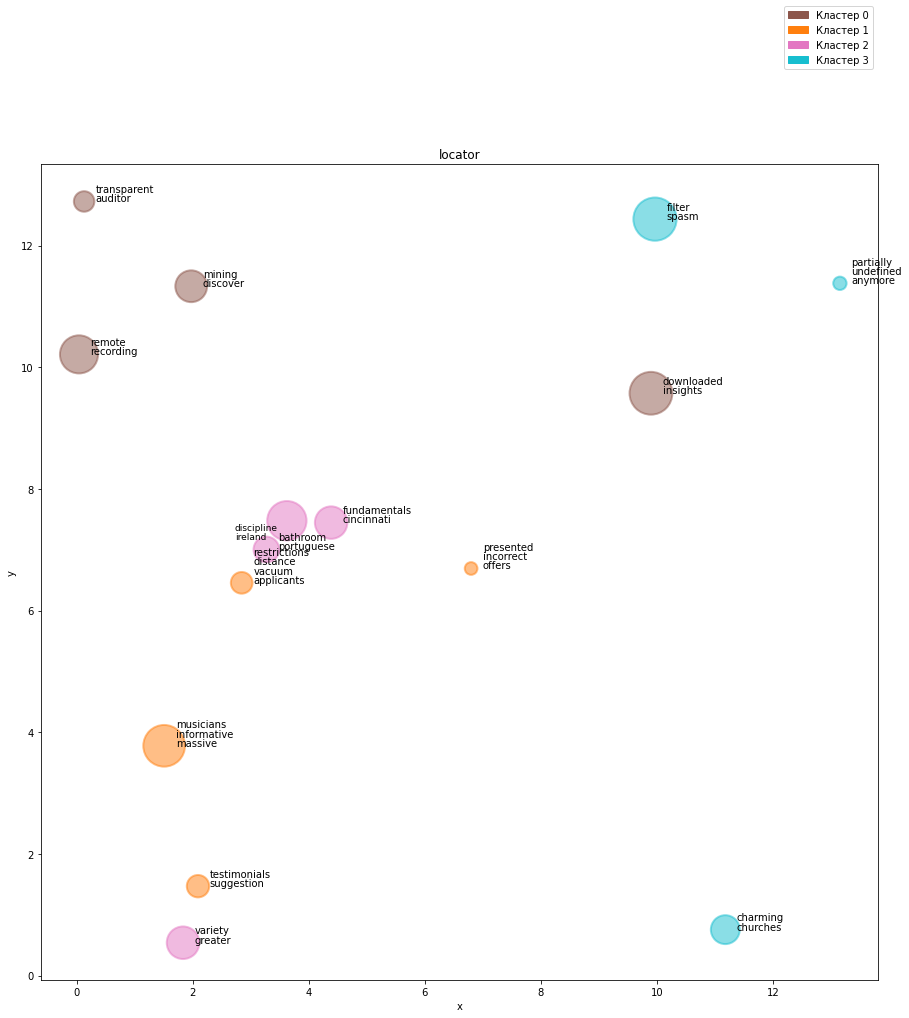 Кластер 0
Кластер 1
Кластер 2
Кластер 3
locator
transparent
auditor
filter
spasm
partially
undefined
anymore
mining
discover
remote
recording
downloaded
insights
fundamentals
cincinnati
discipline
ireland
bathroom
portuguese
restrictions
distance
vacuum
applicants
presented
incorrect
offers
musicians
informative
massive
testimonials
suggestion
variety
greater
charming
churches
y
12
10
8
6
4
2
0
0 2 4 6 8 10 12
x